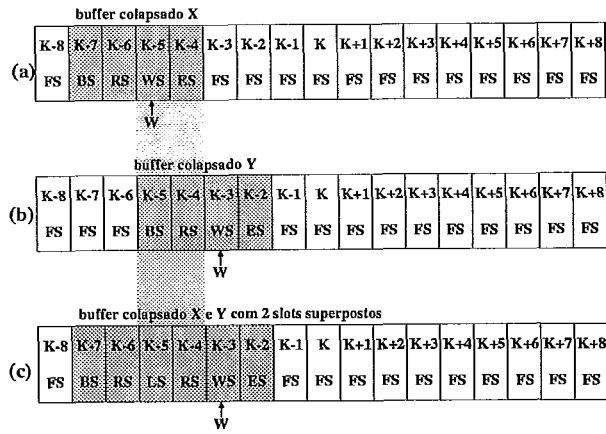 buffer colapsado X
K-8 K-7 K-6 K-5 K-4 K-3 K-2 K-1 K K+1 K+2 K+3 K+4 K+5 K+6 K+7 K+8
(a)
FS BS RS WS ES FS FS FS FS FS FS FS FS FS FS FS FS
W
buffer colapsado Y
K-8 K-7 K-6 K-5 K-4 K-3 K-2 K-1 K K+1 K+2 K+3 K+4 K+5 K+6 K+7 K+8
(b)
FS FS FS BS RS WS ES FS FS FS FS FS FS FS FS FS FS
W
buffer colapsado X e Y com 2 slots superpostos
K-8 K-7 K-6 K-5 K-4 K-3 K-2 K-1 K K+1 K+2 K+3 K+4 K+5 K+6 K+7 K+8
(c)
FS BS RS LS RS WS ES FS FS FS FS FS FS FS FS FS FS
W